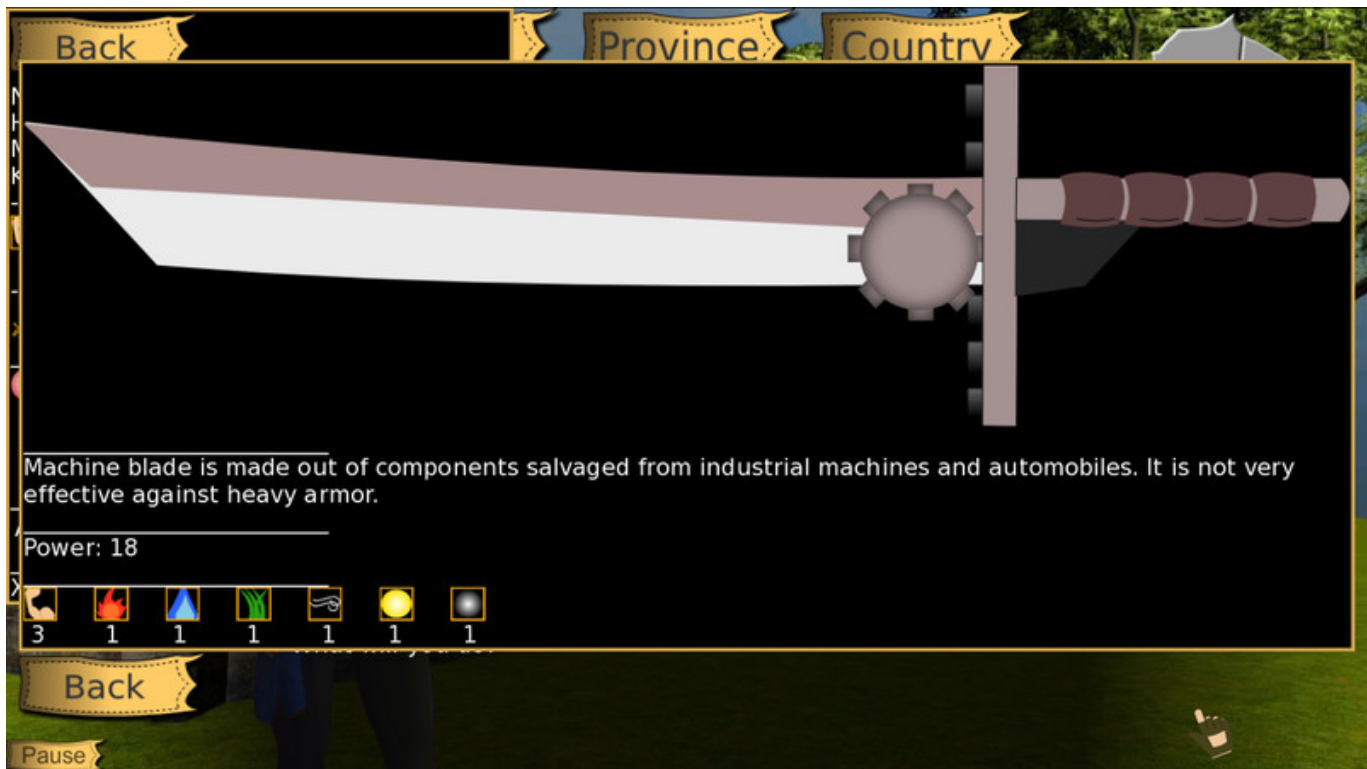 Back
Province
Country
Machine blade is made out of components salvaged from industrial machines and automobiles. It is not very
effective against heavy armor.
Power: 18
3 1 1 1 1 1 1
Back
Pause